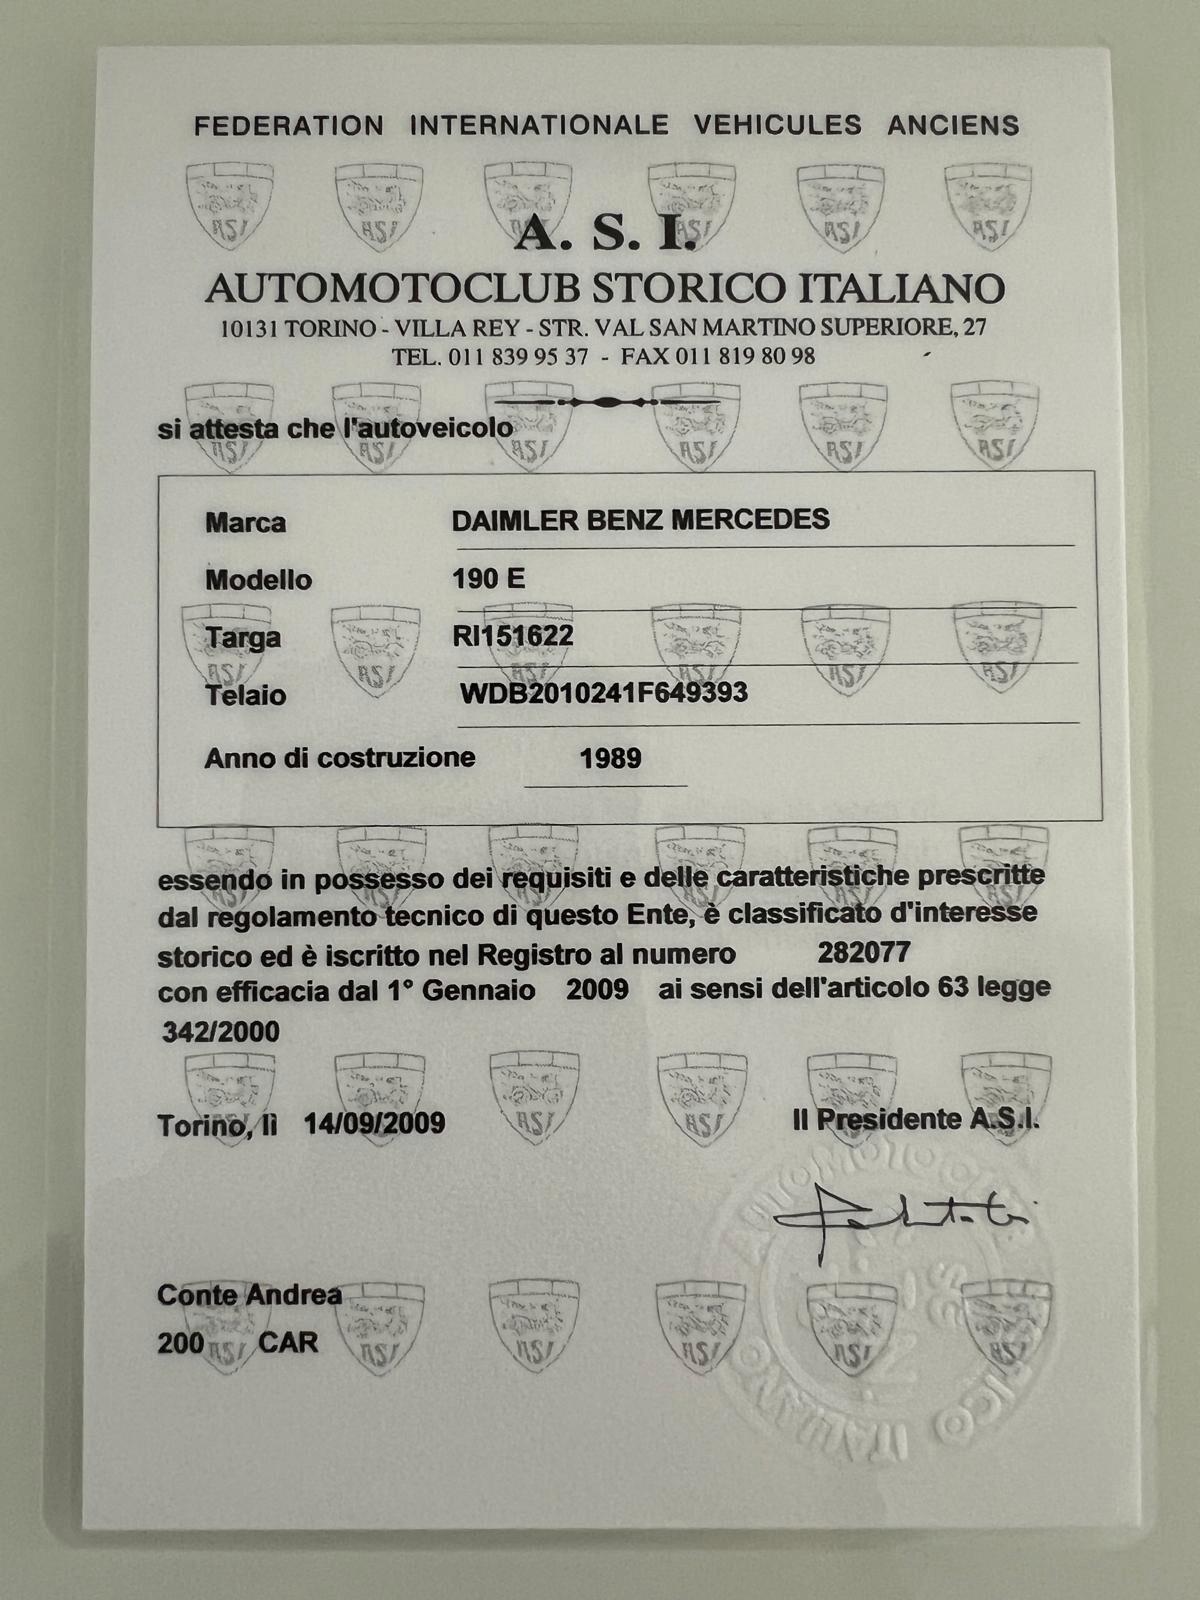 FEDERATION INTERNATIONALE VEHICULES ANCIENS
A. S. I.
AUTOMOTOCLUB STORICO ITALIANO
10131 TORINO - VILLA REY - STR. VAL SAN MARTINO SUPERIORE, 27
TEL. 011 839 95 37 - FAX 011 819 80 98
si attesta che l'autoveicolo
Marca DAIMLER BENZ MERCEDES
Modello 190 E
Targa RI151622
Telaio WDB2010241F649393
Anno di costruzione 1989
essendo in possesso dei requisiti e delle caratteristiche prescritte
dal regolamento tecnico di questo Ente, è classificato d'interesse
storico ed è iscritto nel Registro al numero 282077
con efficacia dal 1° Gennaio 2009 ai sensi dell'articolo 63 legge
342/2000
Torino, lì 14/09/2009 Il Presidente A.S.I.
Conte Andrea
200 CAR